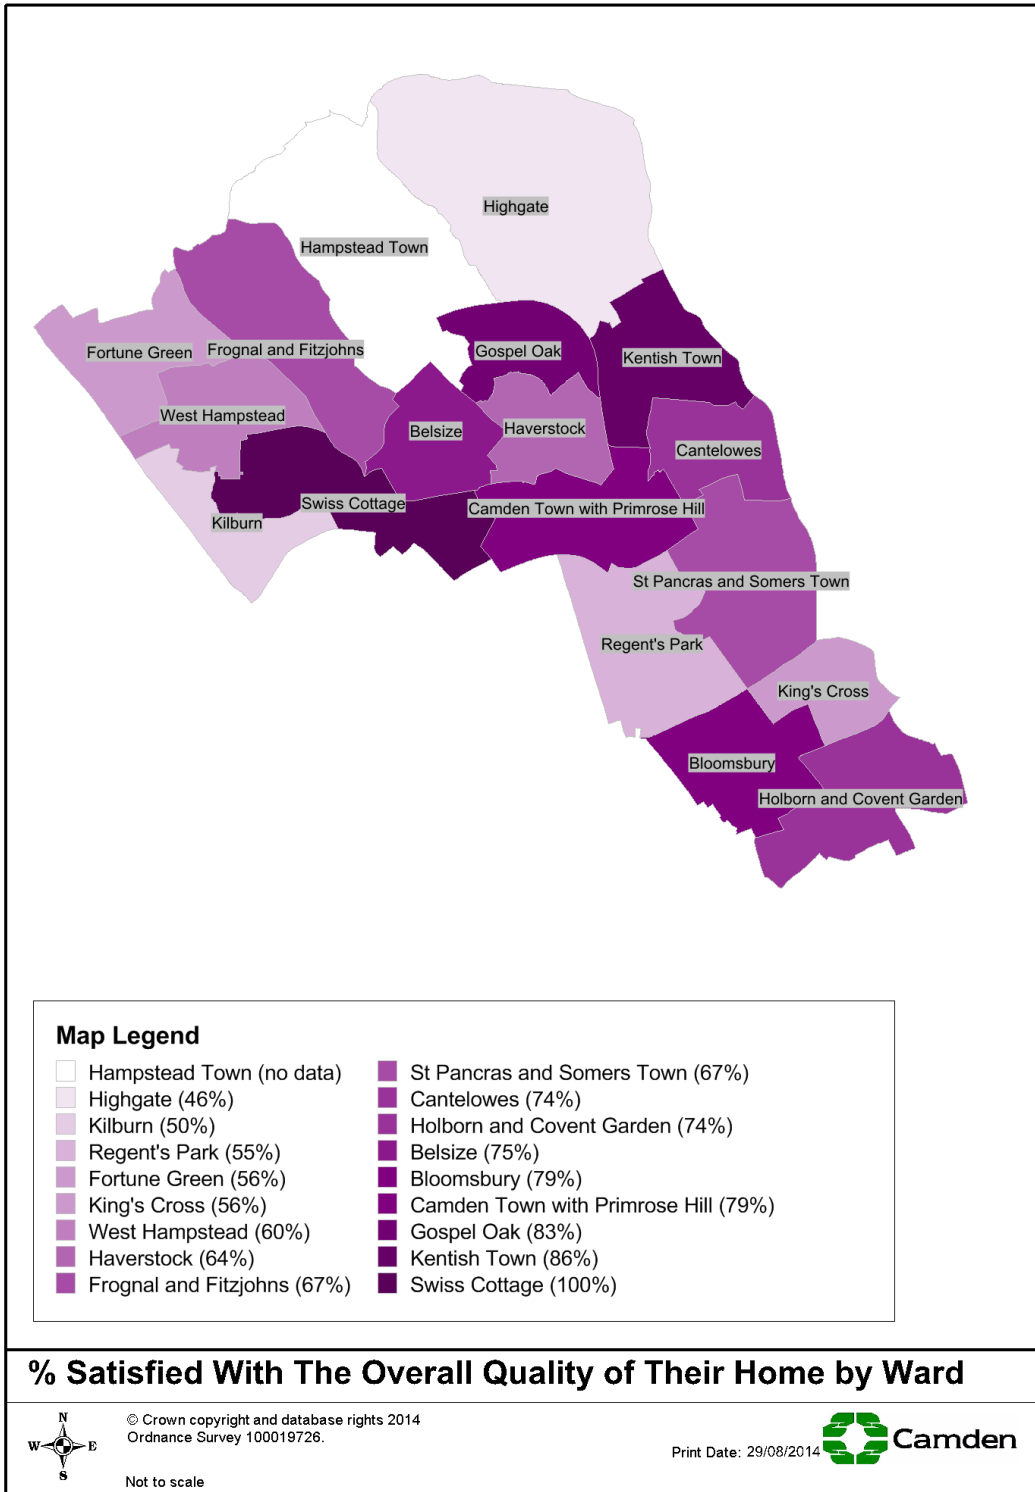 Highgate
Hampstead Town
Fortune Green
Frognal and Fitzjohns
Gospel Oak
Kentish Town
West Hampstead
Belsize
Haverstock
Cantelowes
Swiss Cottage
Camden Town with Primrose Hill
Kilburn
St Pancras and Somers Town
Regent's Park
King's Cross
Bloomsbury
Holborn and Covent Garden
Map Legend
Hampstead Town (no data)
Highgate (46%)
Kilburn (50%)
Regent's Park (55%)
Fortune Green (56%)
King's Cross (56%)
West Hampstead (60%)
Haverstock (64%)
Frognal and Fitzjohns (67%)
St Pancras and Somers Town (67%)
Cantelowes (74%)
Holborn and Covent Garden (74%)
Belsize (75%)
Bloomsbury (79%)
Camden Town with Primrose Hill (79%)
Gospel Oak (83%)
Kentish Town (86%)
Swiss Cottage (100%)
% Satisfied With The Overall Quality of Their Home by Ward
N
W E
S
© Crown copyright and database rights 2014
Ordnance Survey 100019726.
Not to scale
Print Date: 29/08/2014
Camden